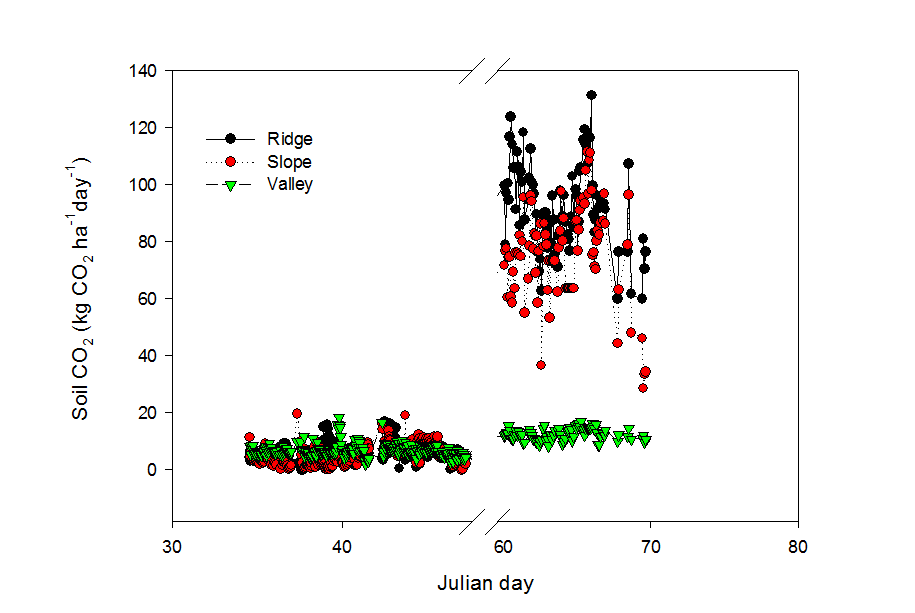 140
120
100
80
60
40
20
0
Soil CO₂ (kg CO₂ ha⁻¹day⁻¹)
Ridge
Slope
Valley
30 40 60 70 80
Julian day